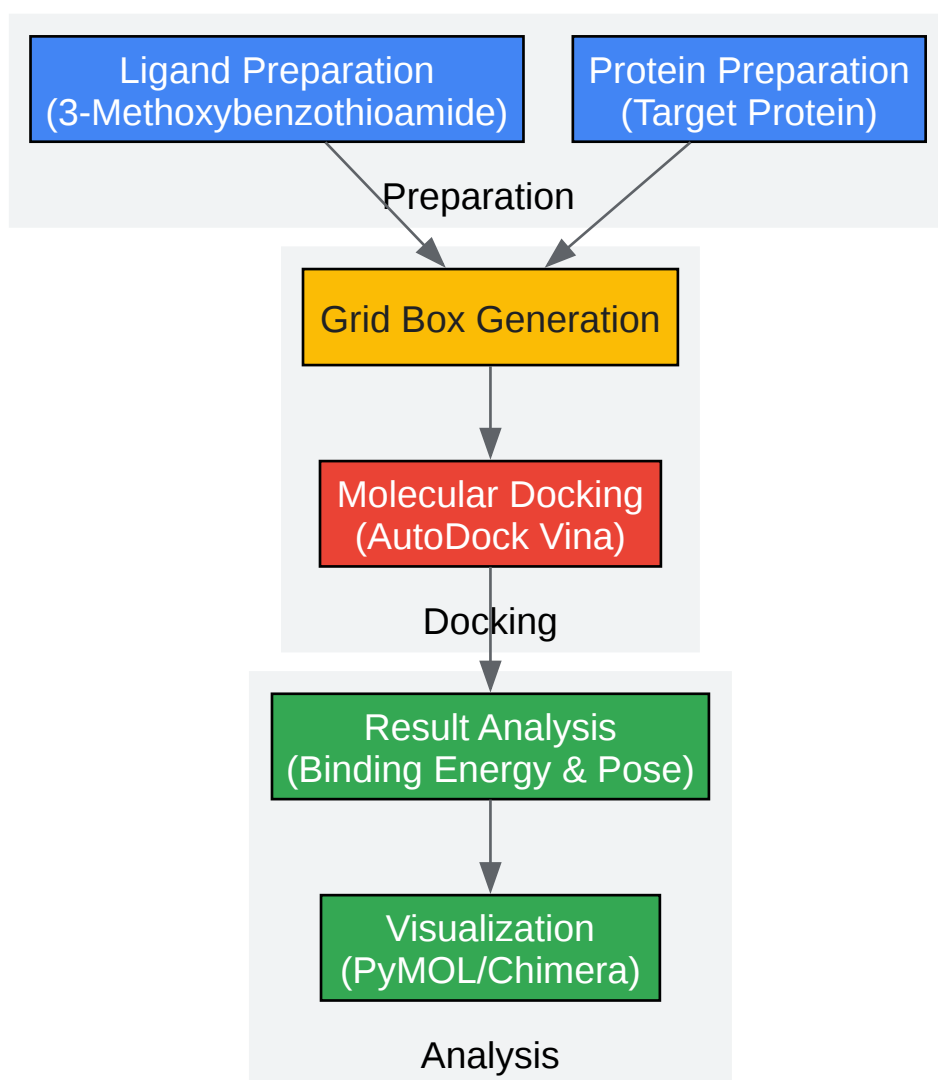 Ligand Preparation
(3-Methoxybenzothioamide)
Protein Preparation
(Target Protein)
Preparation
Grid Box Generation
Molecular Docking
(AutoDock Vina)
Docking
Result Analysis
(Binding Energy & Pose)
Visualization
(PyMOL/Chimera)
Analysis